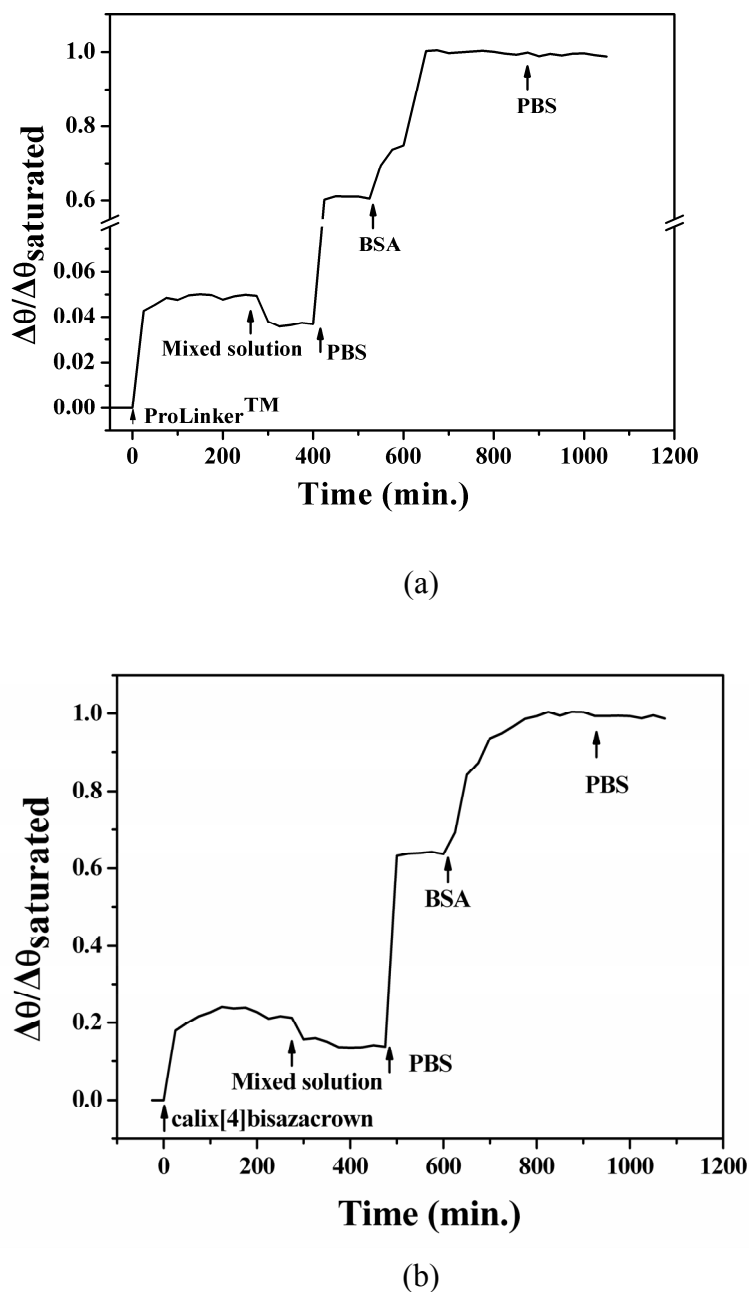 1.0
0.8
0.6
0.06
0.04
0.02
0.00
Δθ/Δθsaturated
PBS
BSA
Mixed solution
PBS
ProLinkerTM
0 200 400 600 800 1000 1200
Time (min.)
(a)
1.0
0.8
0.6
0.4
0.2
0.0
Δθ/Δθsaturated
PBS
BSA
PBS
Mixed solution
calix[4]bisazacrown
0 200 400 600 800 1000 1200
Time (min.)
(b)